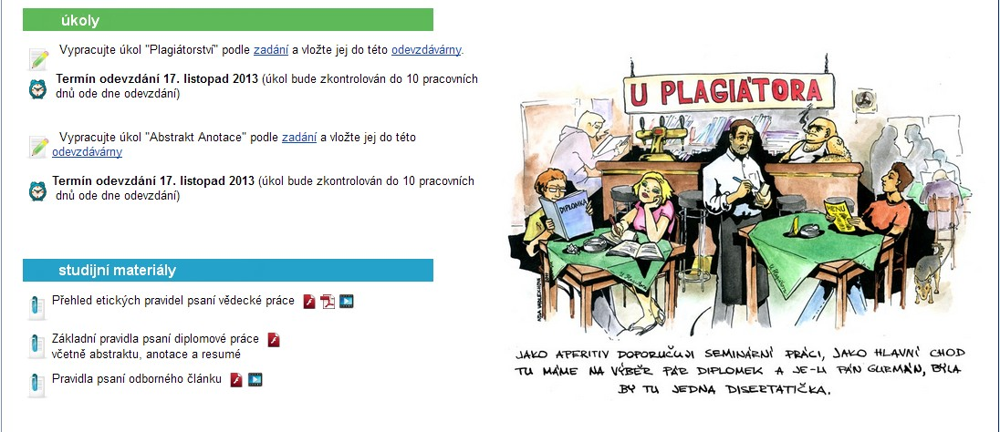 úkoly
Vypracujte úkol "Plagiátorství" podle zadání a vložte jej do této odevzdávárny.
Termín odevzdání 17. listopad 2013 (úkol bude zkontrolován do 10 pracovních
dnů ode dne odevzdání)
Vypracujte úkol "Abstrakt Anotace" podle zadání a vložte jej do této
odevzdávárny
Termín odevzdání 17. listopad 2013 (úkol bude zkontrolován do 10 pracovních
dnů ode dne odevzdání)
studijní materiály
Přehled etických pravidel psaní vědecké práce
Základní pravidla psaní diplomové práce
včetně abstraktu, anotace a resumé
Pravidla psaní odborného článku
U PLAGIÁTORA
DIPLOMKA
MENU
JAKO APERITIV DOPORUČUJI SEMINÁRNÍ PRÁCI, JAKO HLAVNÍ CHOD
TU MÁME NA VÝBĚR PÁR DIPLOMEK A JE-LI PÁN GURMÁN, BYLA
BY TU JEDNA DISERTATIČKA.